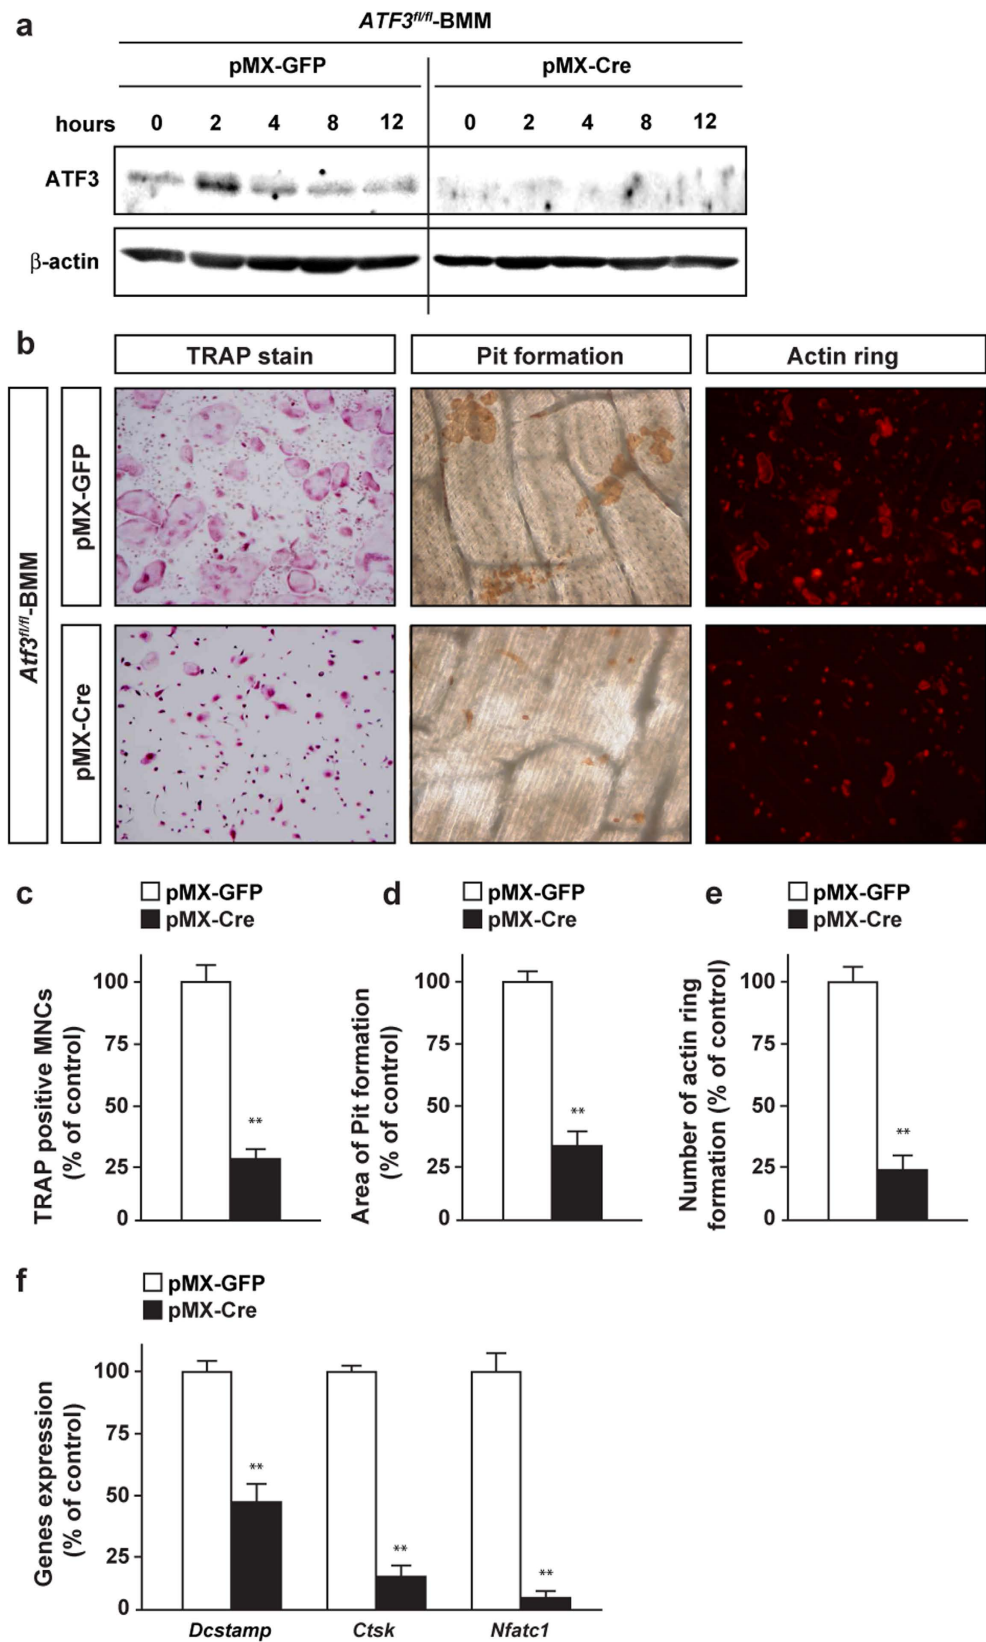 a
ATF3fl/fl-BMM
pMX-GFP pMX-Cre
hours 0 2 4 8 12 0 2 4 8 12
ATF3
β-actin
b
TRAP stain Pit formation Actin ring
Atf3fl/fl-BMM
pMX-GFP
pMX-Cre
c
pMX-GFP
pMX-Cre
TRAP positive MNCs
(% of control)
100
75
50
25
0
**
d
pMX-GFP
pMX-Cre
Area of Pit formation
(% of control)
100
75
50
25
0
**
e
pMX-GFP
pMX-Cre
Number of actin ring
formation (% of control)
100
75
50
25
0
**
f
pMX-GFP
pMX-Cre
Genes expression
(% of control)
100
75
50
25
0
**
**
**
Dcstamp Ctsk Nfatc1